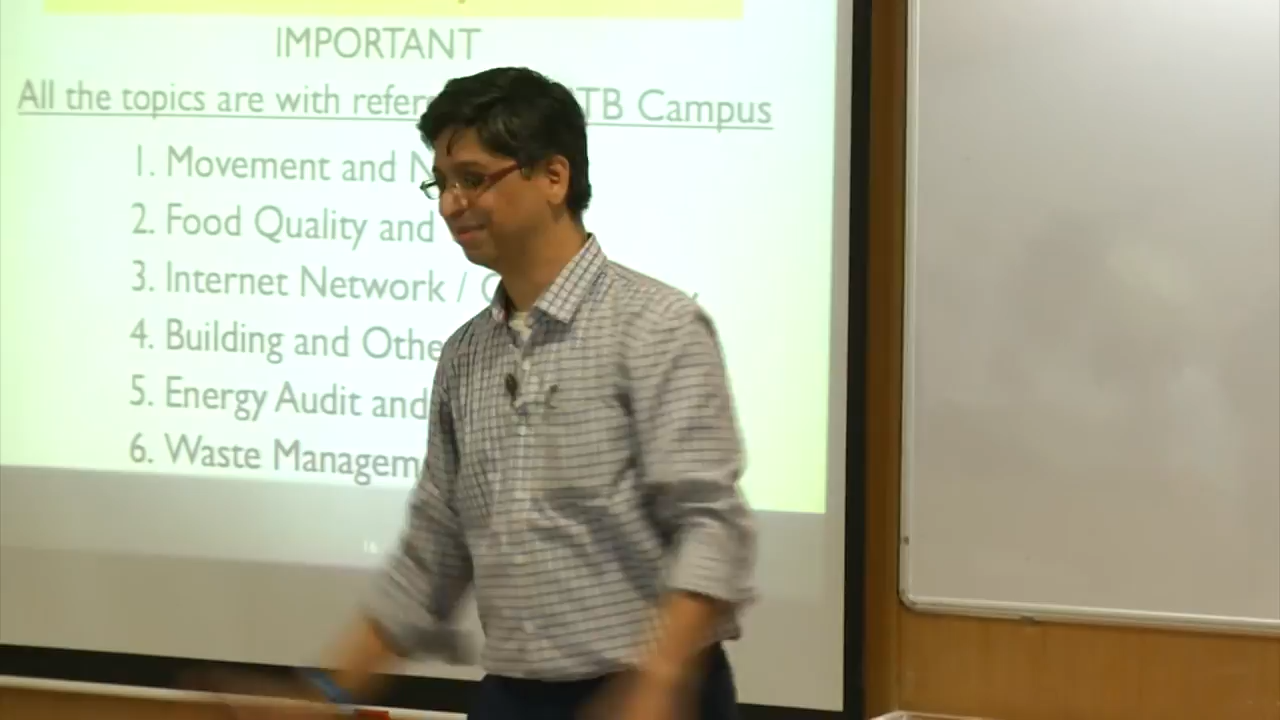 IMPORTANT
All the topics are with refer TB Campus
1. Movement and
2. Food Quality and
3. Internet Network /
4. Building and Othe
5. Energy Audit and
6. Waste Managem
16